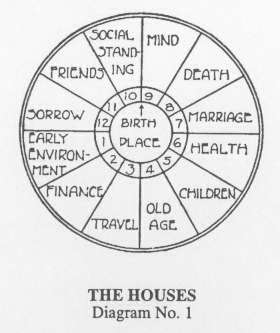 SOCIAL
STAND-
ING
MIND
FRIENDS
DEATH
SORROW
MARRIAGE
EARLY
ENVIRON-
MENT
HEALTH
FINANCE
CHILDREN
TRAVEL
OLD
AGE
10
9
11
8
12
7
1
6
2
5
3
4
BIRTH
PLACE
THE HOUSES
Diagram No. 1